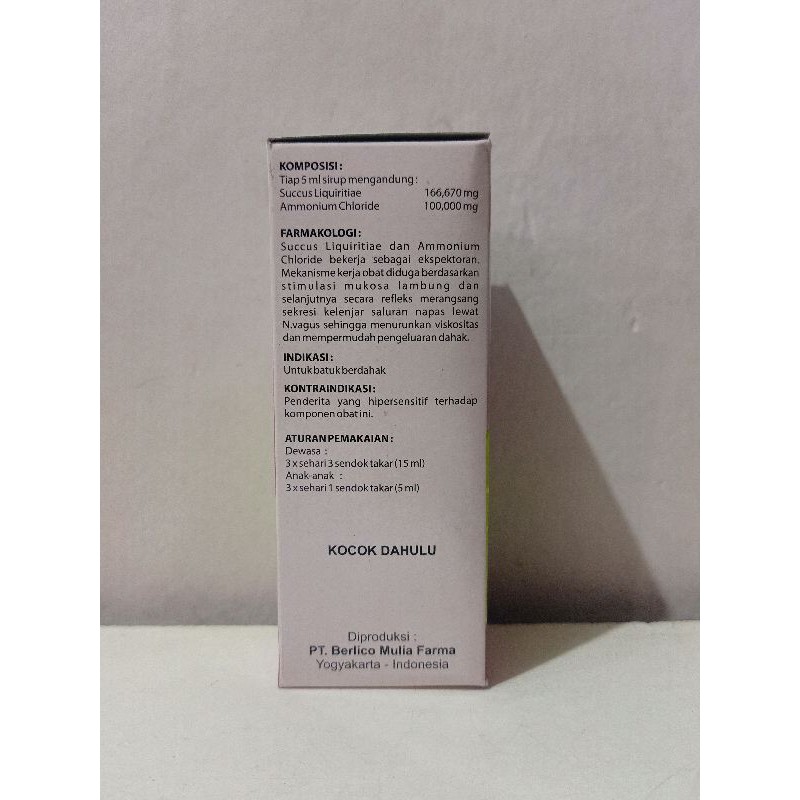 KOMPOSISI :
Tiap 5 ml sirup mengandung :
Succus Liquiritiae 166,670 mg
Ammonium Chloride 100,000 mg
FARMAKOLOGI :
Succus Liquiritiae dan Ammonium
Chloride bekerja sebagai ekspektoran.
Mekanisme kerja obat diduga berdasarkan
stimulasi mukosa lambung dan
selanjutnya secara refleks merangsang
sekresi kelenjar saluran napas lewat
N.vagus sehingga menurunkan viskositas
dan mempermudah pengeluaran dahak.
INDIKASI :
Untuk batuk berdahak
KONTRAINDIKASI :
Penderita yang hipersensitif terhadap
komponen obat ini.
ATURAN PEMAKAIAN :
Dewasa :
3 x sehari 3 sendok takar (15 ml)
Anak-anak :
3 x sehari 1 sendok takar (5 ml)
KOCOK DAHULU
Diproduksi :
PT. Berlico Mulia Farma
Yogyakarta - Indonesia